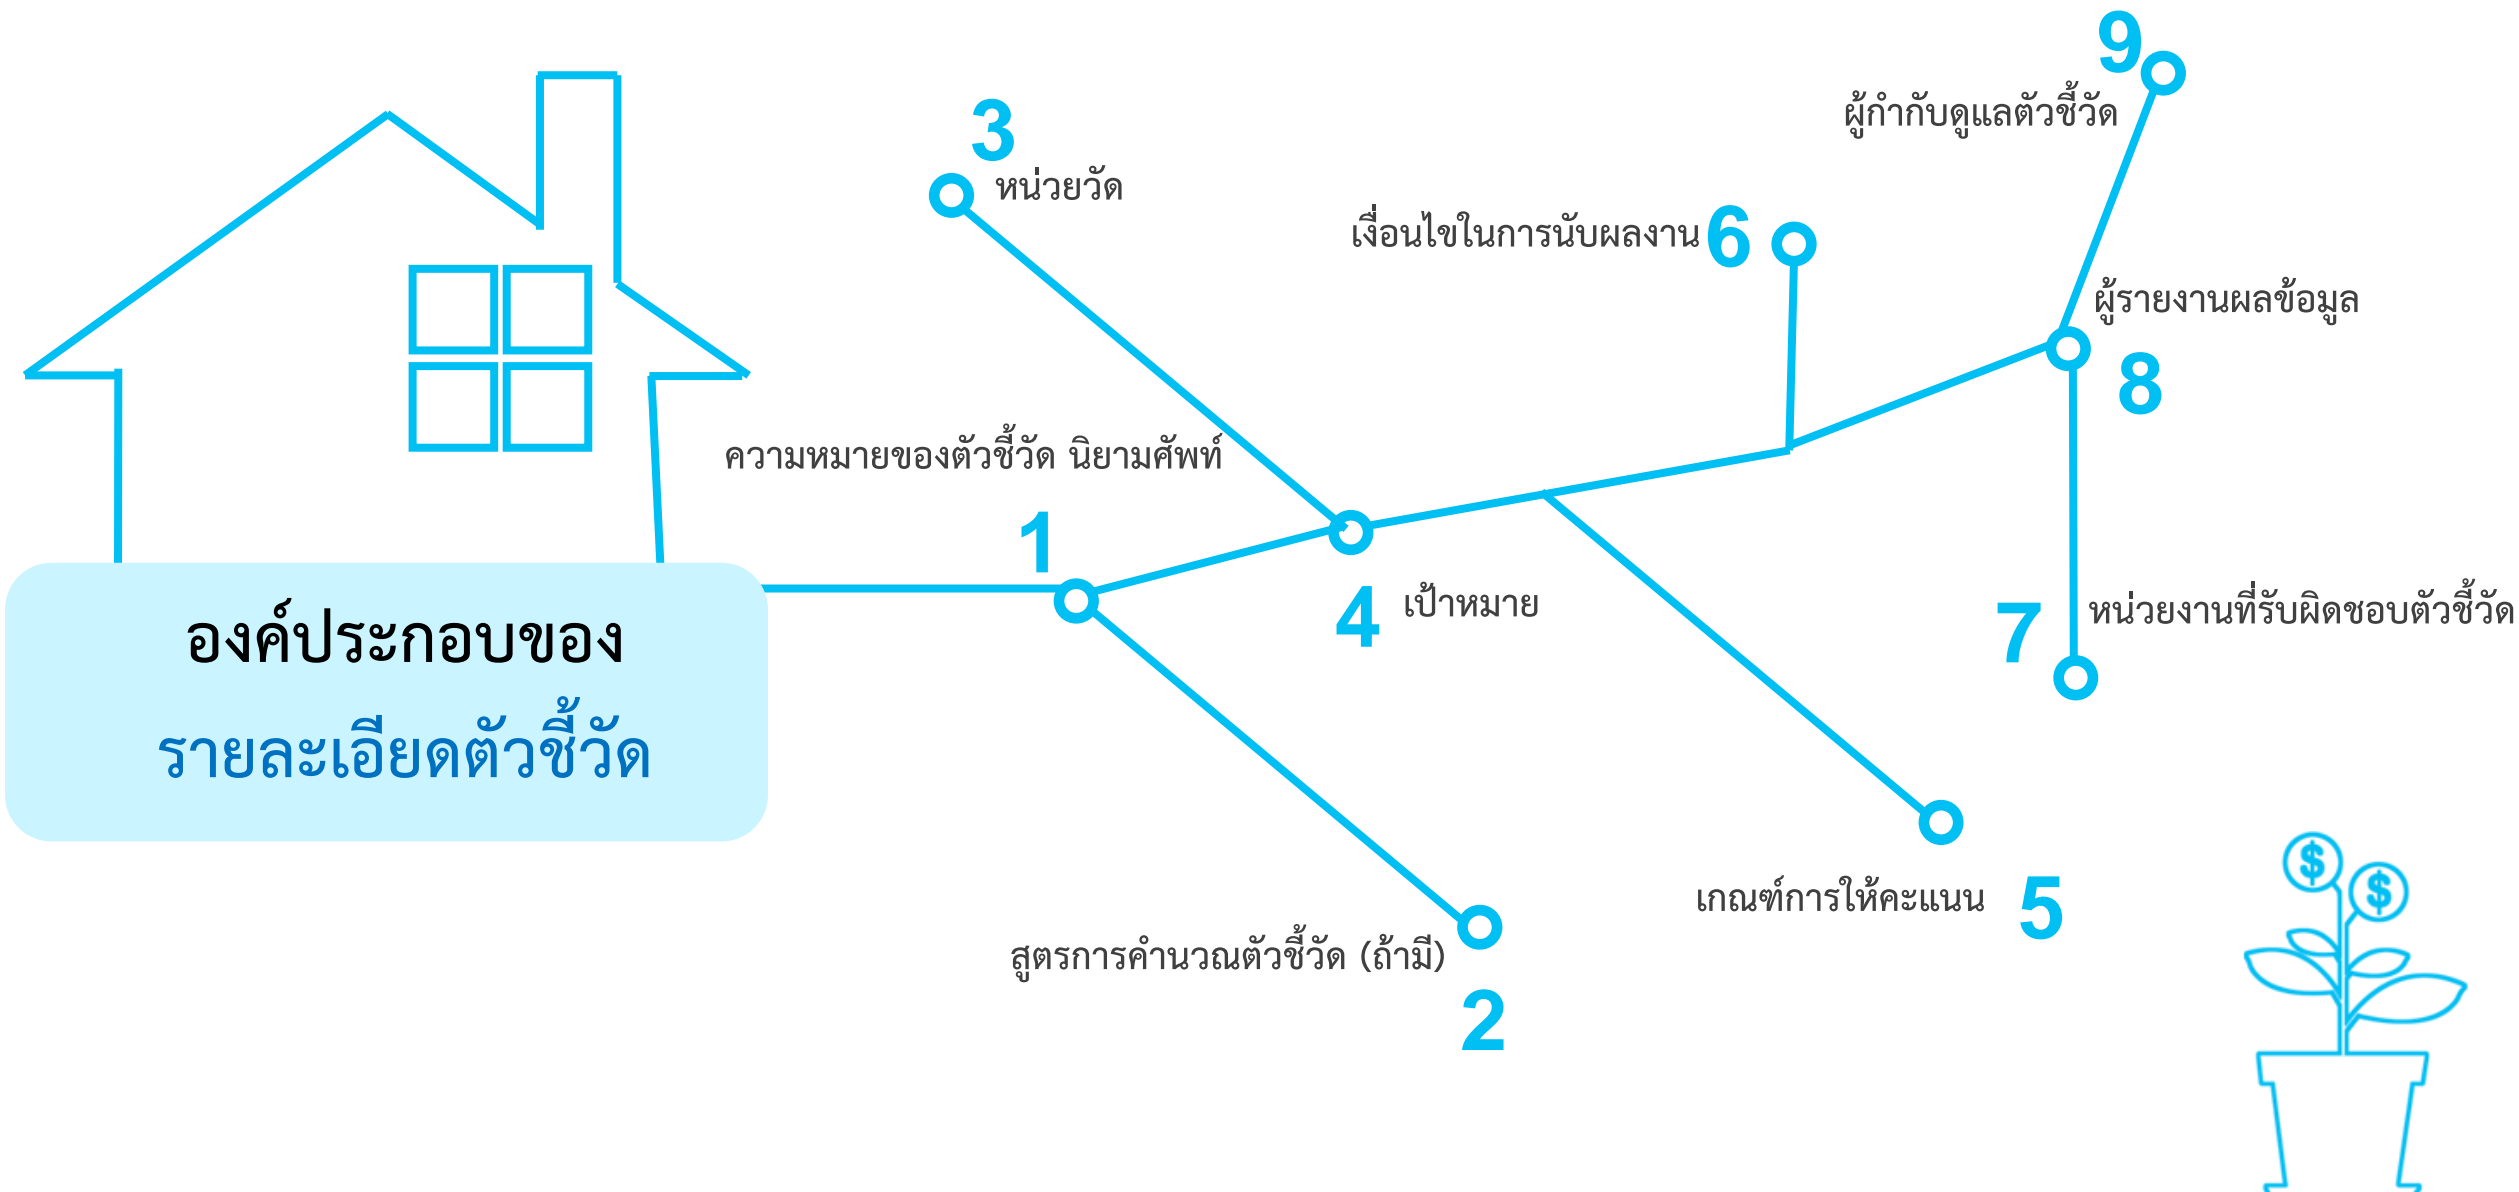 องค์ประกอบของ
รายละเอียดตัวชี้วัด
1
ความหมายของตัวชี้วัด นิยามศัพท์
2
สูตรการคำนวณตัวชี้วัด (ถ้ามี)
3
หน่วยวัด
4
เป้าหมาย
5
เกณฑ์การให้คะแนน
6
เงื่อนไขในการนับผลงาน
7
หน่วยงานที่รับผิดชอบตัวชี้วัด
8
ผู้รายงานผลข้อมูล
9
ผู้กำกับดูแลตัวชี้วัด
$
$